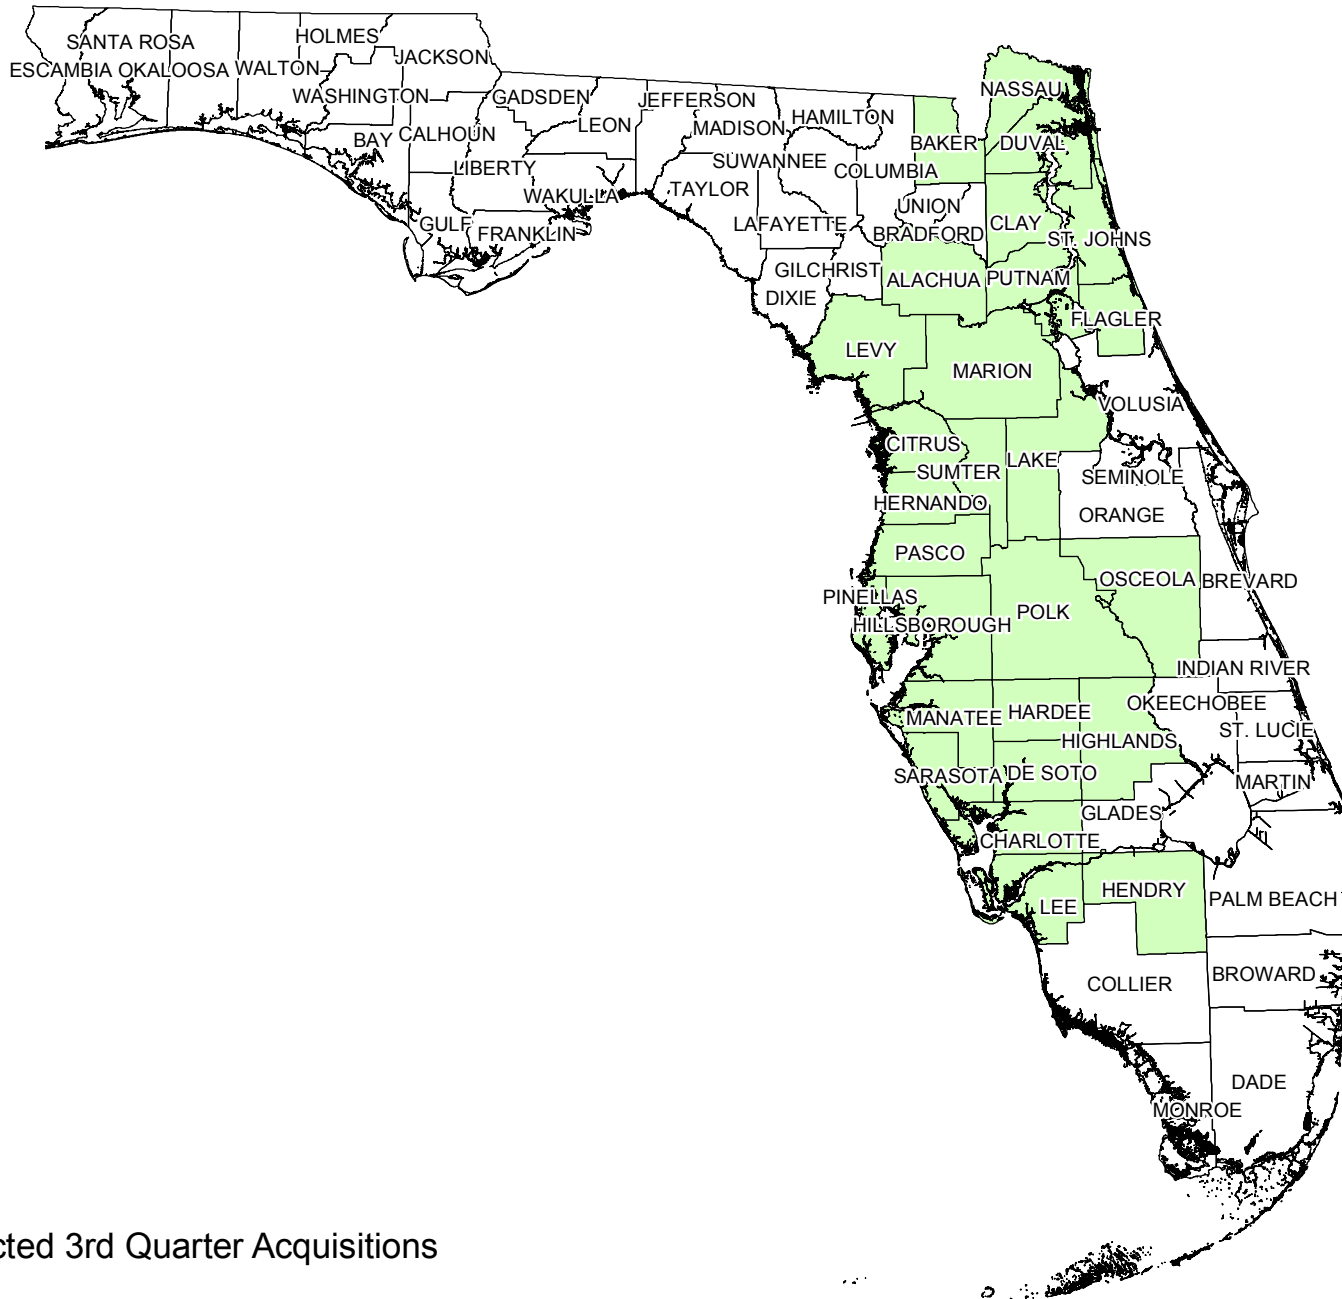 HOLMES
SANTA ROSA
JACKSON
ESCAMBIA OKALOOSA WALTON
NASSAU
WASHINGTON
GADSDEN
JEFFERSON
HAMILTON
LEON
MADISON
BAY
CALHOUN
BAKER
DUVAL
SUWANNEE
LIBERTY
COLUMBIA
TAYLOR
WAKULLA
UNION
GULF
FRANKLIN
LAFAYETTE
BRADFORD
CLAY
ST. JOHNS
GILCHRIST
ALACHUA
PUTNAM
DIXIE
FLAGLER
LEVY
MARION
VOLUSIA
CITRUS
SUMTER
LAKE
SEMINOLE
HERNANDO
ORANGE
PASCO
OSCEOLA
BREVARD
PINELLAS
POLK
HILLSBOROUGH
INDIAN RIVER
OKEECHOBEE
MANATEE
HARDEE
ST. LUCIE
HIGHLANDS
SARASOTA
DE SOTO
MARTIN
GLADES
CHARLOTTE
HENDRY
PALM BEACH
LEE
BROWARD
COLLIER
DADE
MONROE
cted 3rd Quarter Acquisitions